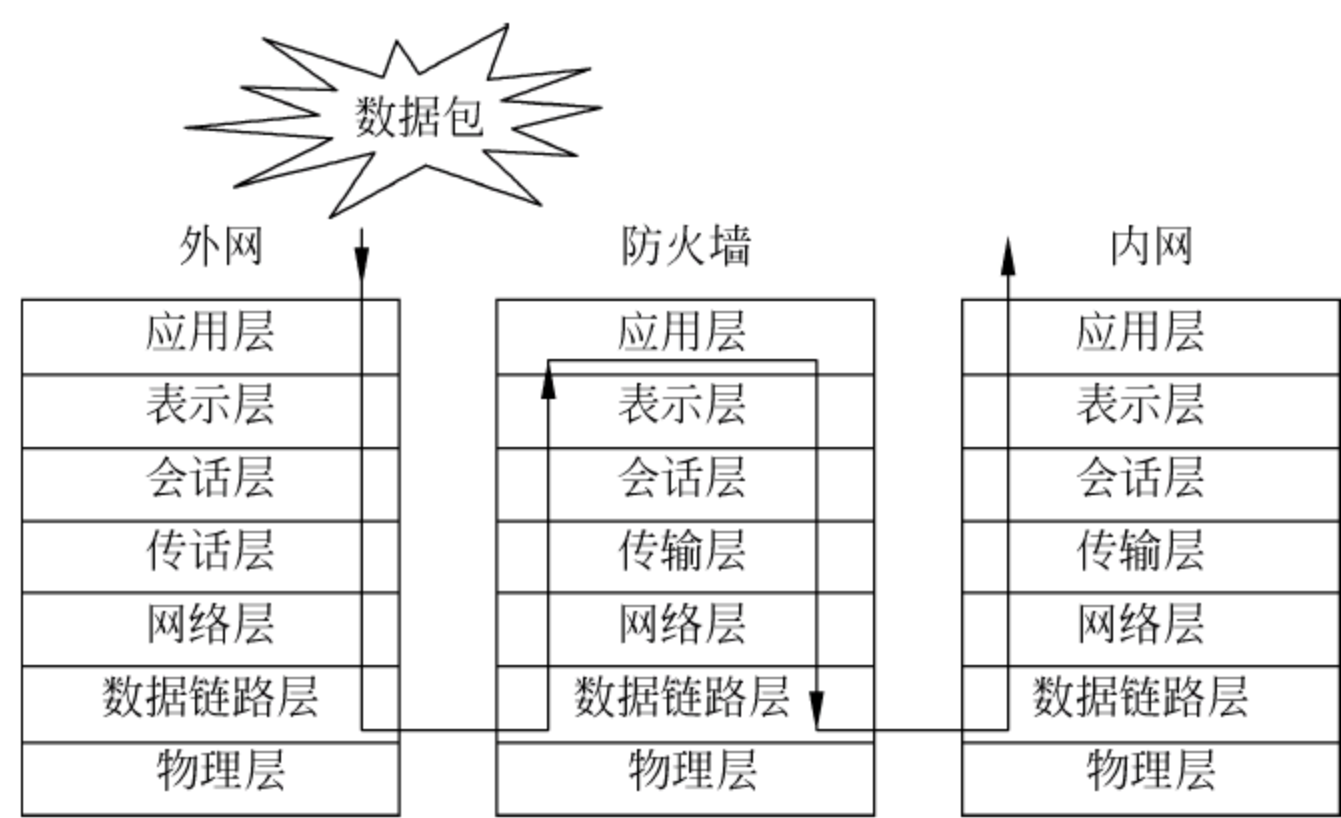 数据包
外网
防火墙
内网
应用层
表示层
会话层
传话层
网络层
数据链路层
物理层
应用层
表示层
会话层
传输层
网络层
数据链路层
物理层
应用层
表示层
会话层
传输层
网络层
数据链路层
物理层